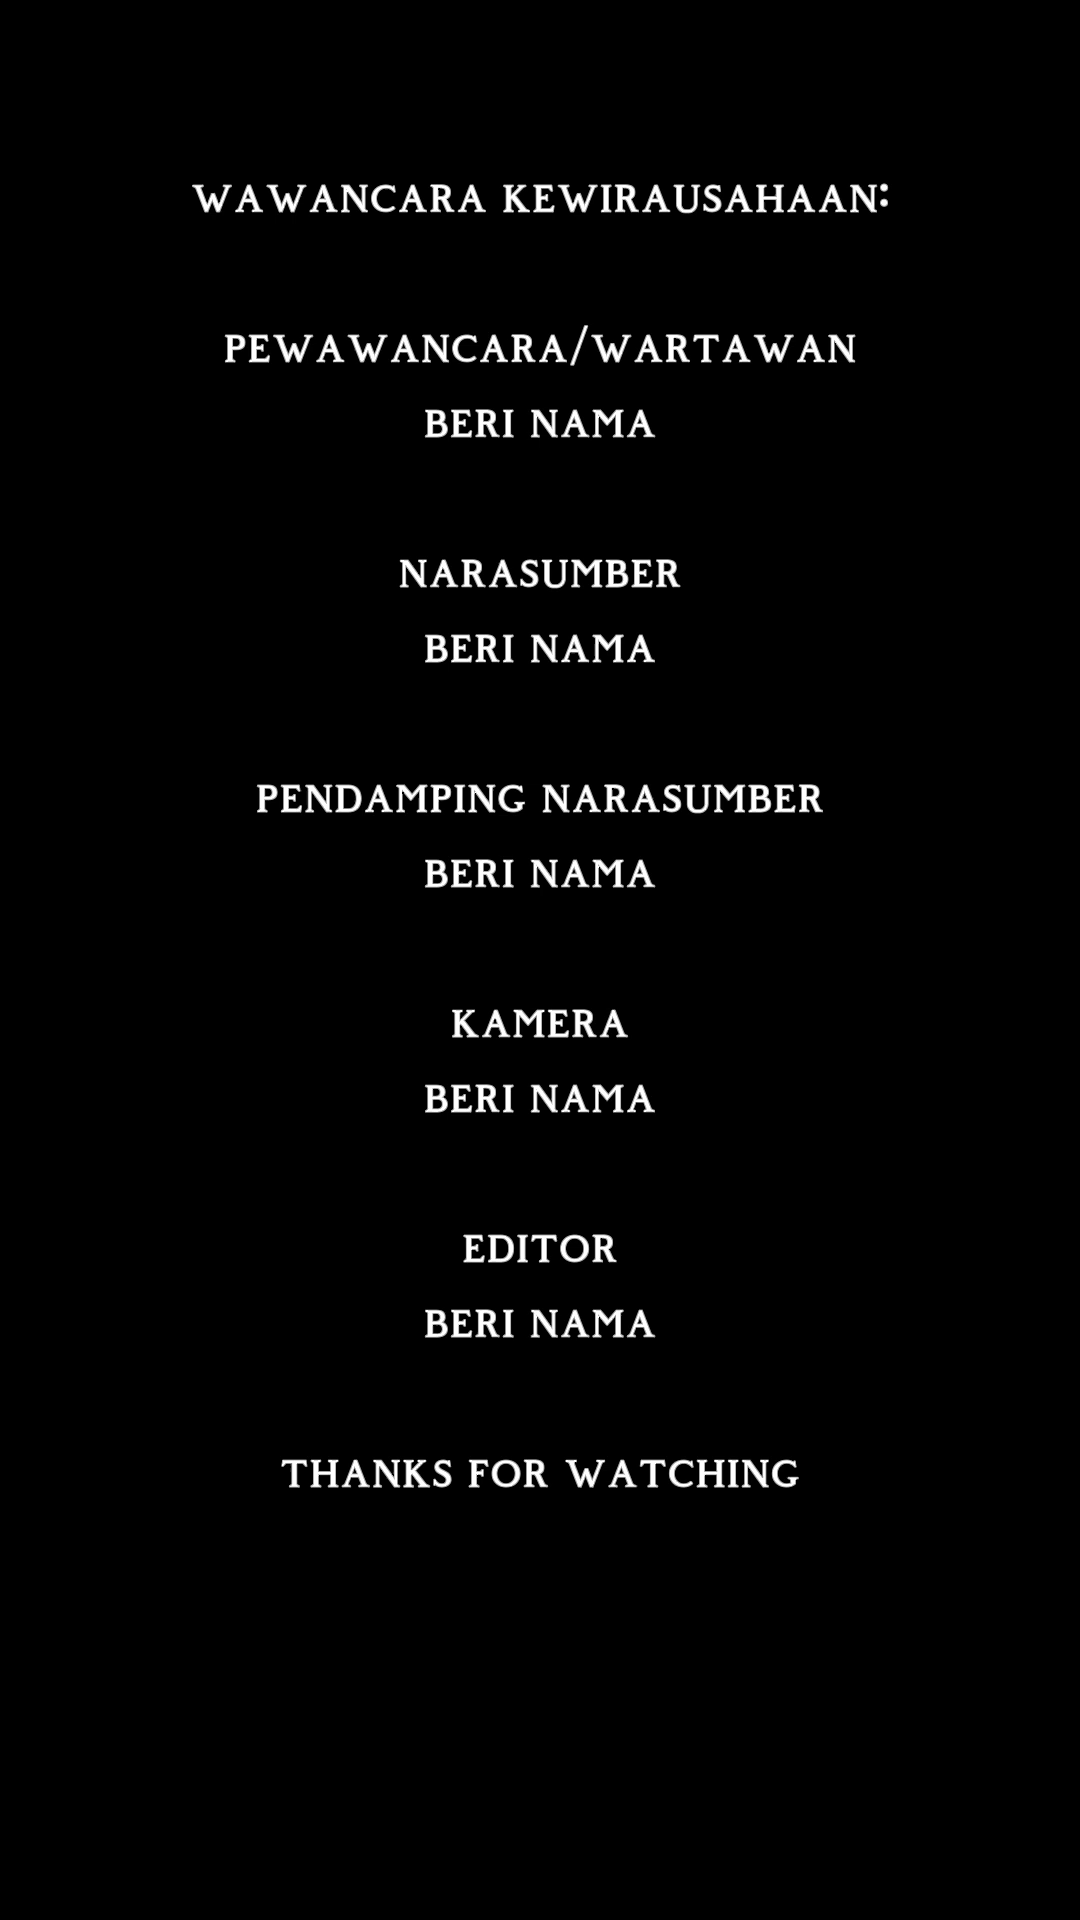 WAWANCARA KEWIRAUSAHAAN:
PEWAWANCARA/WARTAWAN
BERI NAMA
NARASUMBER
BERI NAMA
PENDAMPING NARASUMBER
BERI NAMA
KAMERA
BERI NAMA
EDITOR
BERI NAMA
THANKS FOR WATCHING